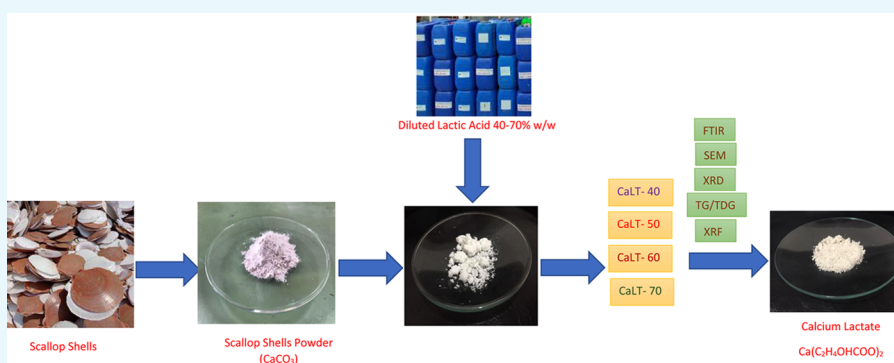 Diluted Lactic Acid 40-70% w/w
FTIR
SEM
XRD
TG/TDG
XRF
CaLT- 40
CaLT- 50
CaLT- 60
CaLT- 70
Scallop Shells
Scallop Shells Powder
(CaCO₃)
Calcium Lactate
Ca(C₂H₄OHCOO)₂